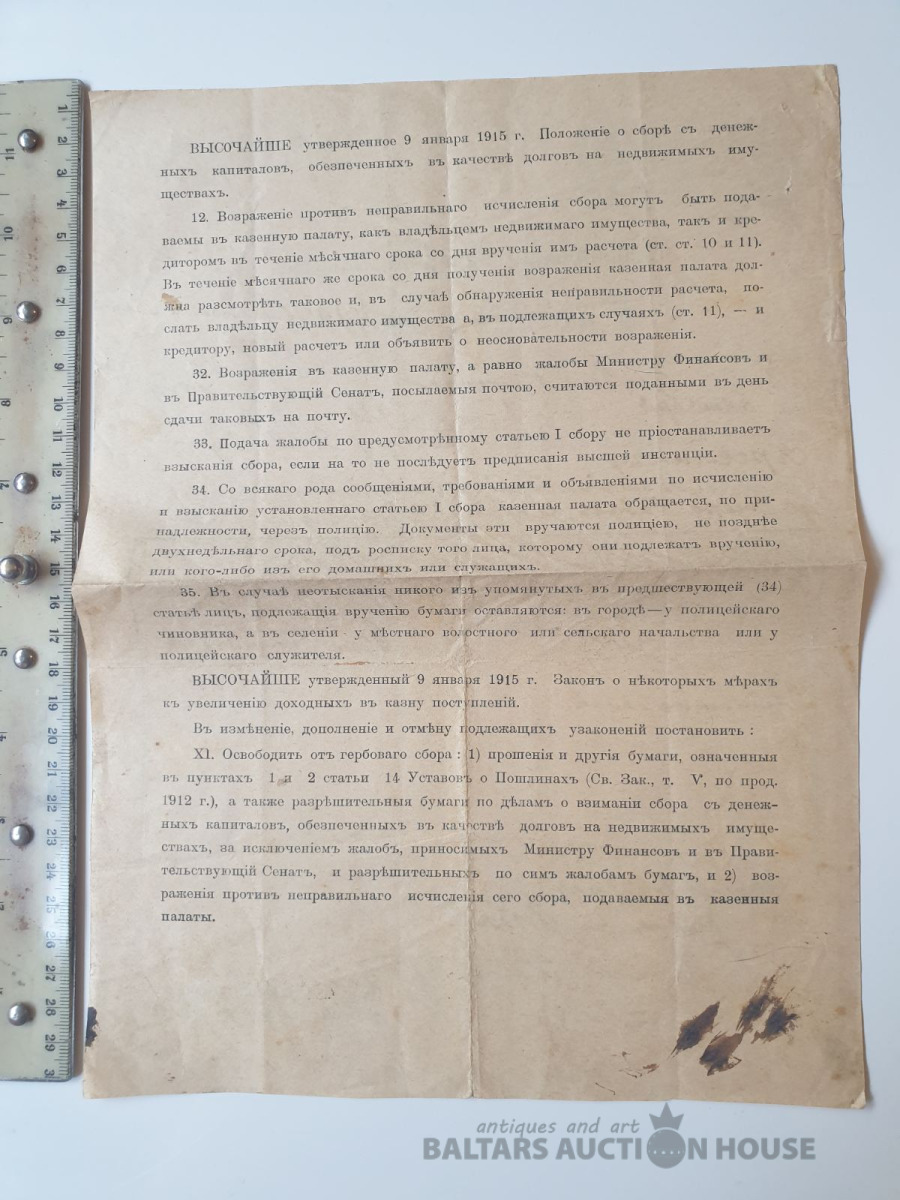 ВЫСОЧАЙШЕ утвержденное 9 января 1915 г. Положеніе о сборѣ съ денеж-
ныхъ капиталовъ, обезпеченныхъ въ качествѣ долговъ на недвижимыхъ иму-
ществахъ.
12. Возраженіе противъ неправильнаго исчисленія сбора могутъ быть пода-
ваемы въ казенную палату, какъ владѣльцемъ недвижимаго имущества, такъ и кре-
диторомъ въ теченіе мѣсячнаго срока со дня врученія имъ расчета (ст. ст. 10 и 11).
Въ теченіе мѣсячнаго же срока со дня полученія возраженія казенная палата дол-
жна разсмотрѣть таковое и, въ случаѣ обнаруженія неправильности расчета, по-
слать владѣльцу недвижимаго имущества а, въ подлежащихъ случаяхъ (ст. 11), — и
кредитору, новый расчетъ или объявить о неосновательности возраженія.
32. Возраженія въ казенную палату, а равно жалобы Министру Финансовъ и
въ Правительствующій Сенатъ, посылаемыя почтою, считаются поданными въ день
сдачи таковыхъ на почту.
33. Подача жалобы по предусмотрѣнному статьею I сбору не пріостанавливаетъ
взысканія сбора, если на то не послѣдуетъ предписанія высшей инстанціи.
34. Со всякаго рода сообщеніями, требованіями и объявленіями по исчисленію
и взысканію установленнаго статьею I сбора казенная палата обращается, по при-
надлежности, черезъ полицію. Документы эти вручаются полиціею, не позднѣе
двухнедѣльнаго срока, подъ росписку того лица, которому они подлежатъ врученію,
или кого-либо изъ его домашнихъ или служащихъ.
35. Въ случаѣ неотысканія никого изъ упомянутыхъ въ предшествующей (34)
статьѣ лицъ, подлежащія врученію бумаги оставляются: въ городѣ — у полицейскаго
чиновника, а въ селеніи - у мѣстнаго волостного или сельскаго начальства или у
полицейскаго служителя.
ВЫСОЧАЙШЕ утвержденный 9 января 1915 г. Законъ о нѣкоторыхъ мѣрахъ
къ увеличенію доходныхъ въ казну поступленій.
Въ измѣненіе, дополненіе и отмѣну подлежащихъ узаконеній постановить :
XI. Освободить отъ гербоваго сбора : 1) прошенія и другія бумаги, означенныя
въ пунктахъ 1 и 2 статьи 14 Уставовъ о Пошлинахъ (Св. Зак., т. V, по прод.
1912 г.), а также разрѣшительныя бумаги по дѣламъ о взиманіи сбора съ денеж-
ныхъ капиталовъ, обезпеченныхъ въ качествѣ долговъ на недвижимыхъ имуще-
ствахъ, за исключеніемъ жалобъ, приносимыхъ Министру Финансовъ и въ Прави-
тельствующій Сенатъ, и разрѣшительныхъ по симъ жалобамъ бумагъ, и 2) воз-
раженія противъ неправильнаго исчисленія сего сбора, подаваемыя въ казенныя
палаты.
antiques and art
BALTARS AUCTION HOUSE